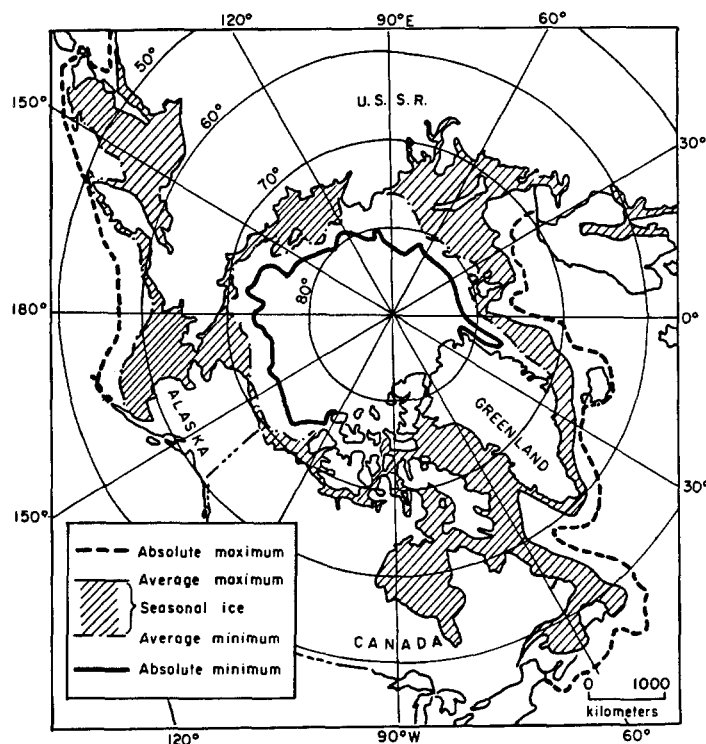 120° 90°E 60°
50°
U. S. S. R.
150°
60°
30°
70°
80°
180° 0°
ALASKA
GREENLAND
150° 30°
Absolute maximum
Average maximum
Seasonal ice
Average minimum
Absolute minimum
CANADA
0 1000
kilometers
120° 90°W 60°